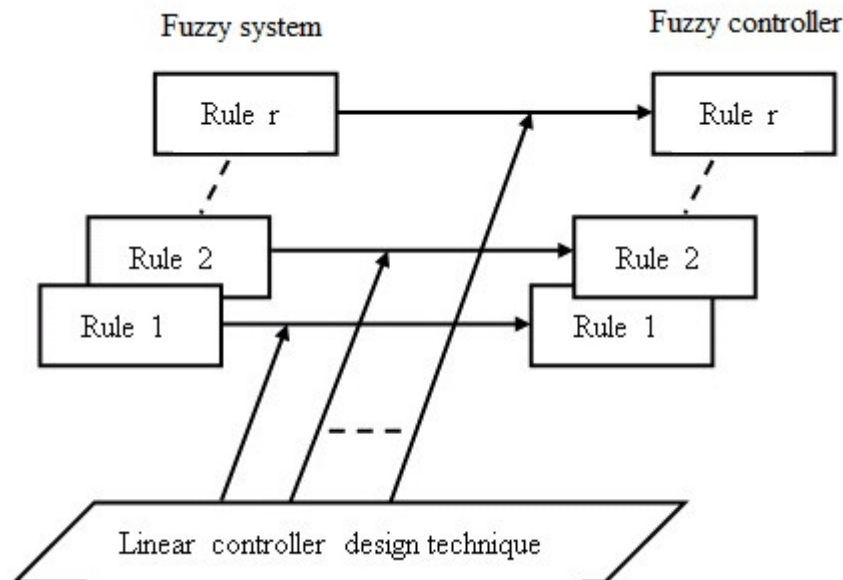 Fuzzy system
Fuzzy controller
Rule r
Rule r
Rule 2
Rule 2
Rule 1
Rule 1
Linear controller design technique